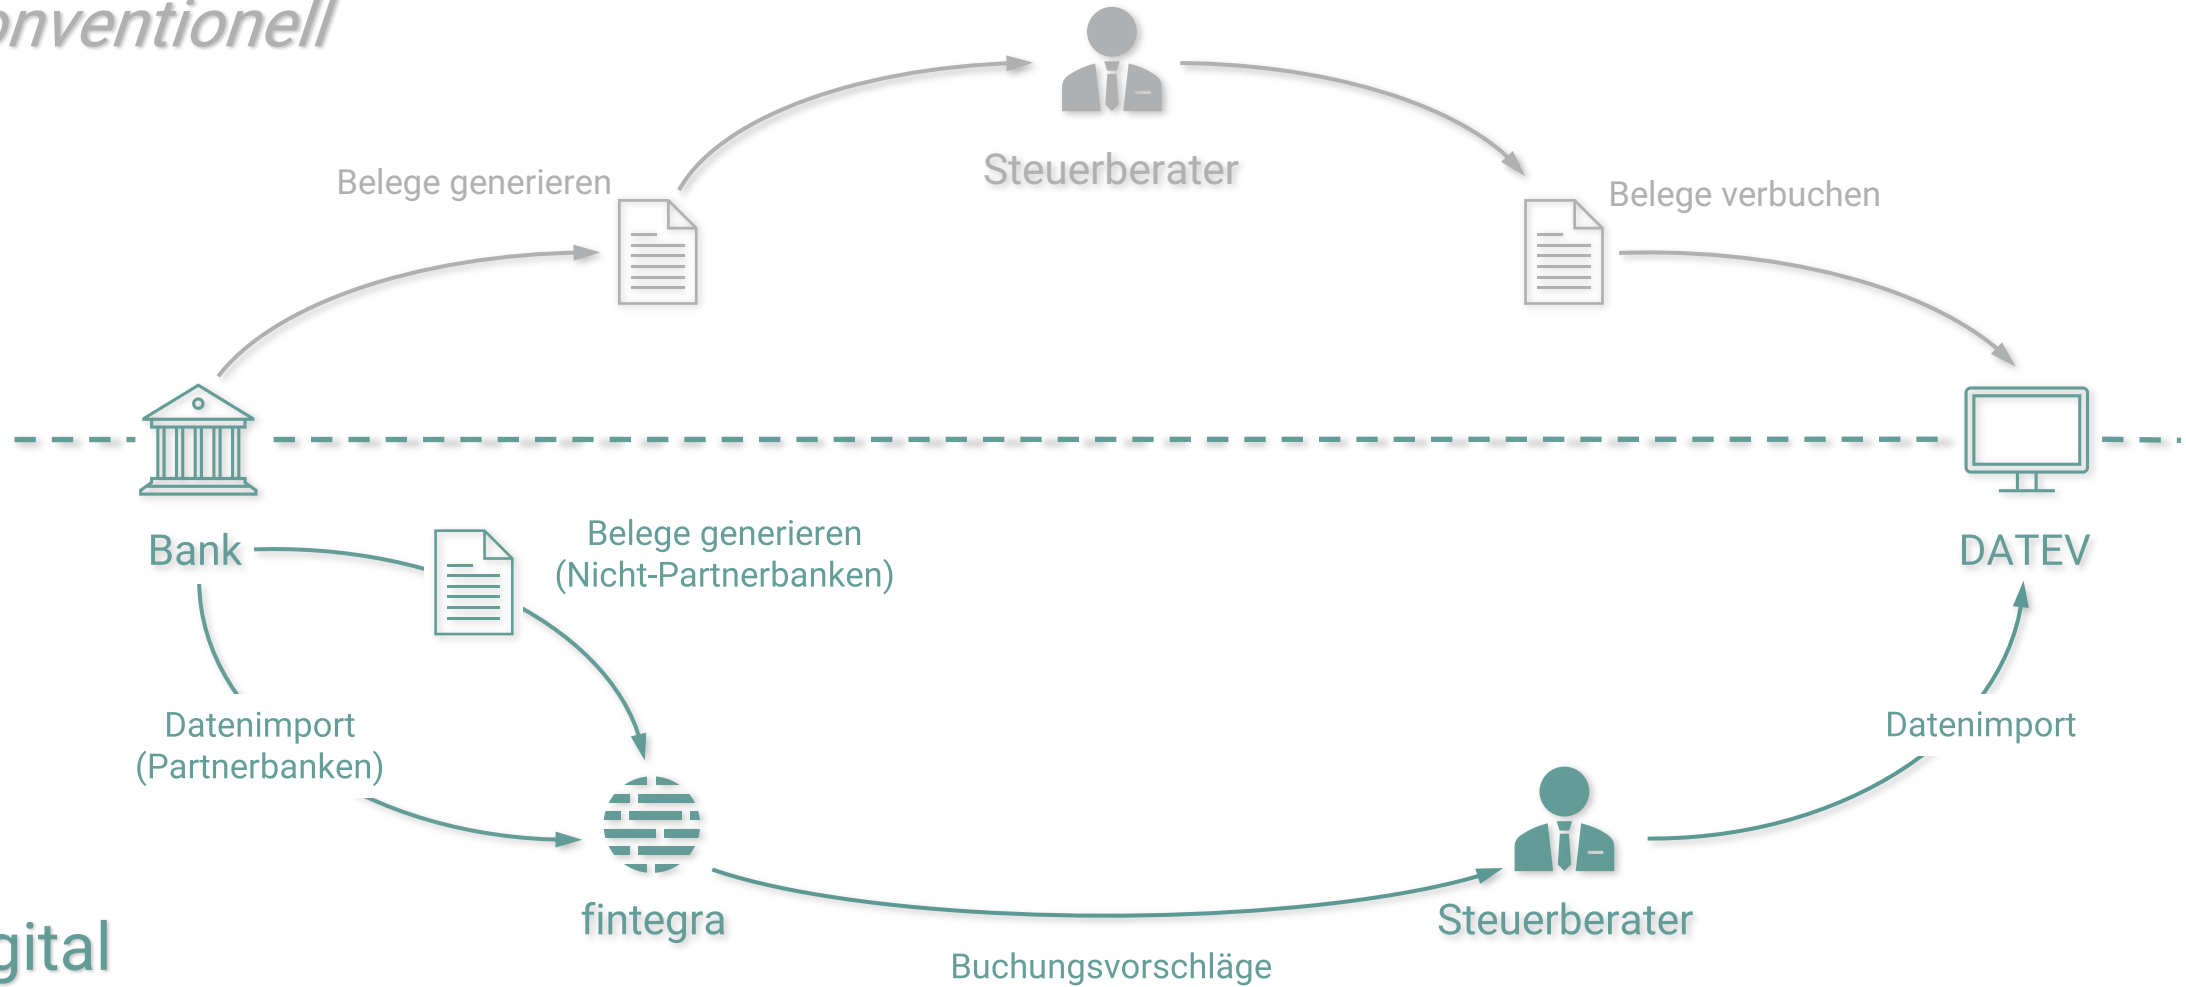 onventionell
Steuerberater
Belege generieren
Belege verbuchen
Belege generieren
(Nicht-Partnerbanken)
Bank
DATEV
Datenimport
(Partnerbanken)
Datenimport
fintegra
Steuerberater
gital
Buchungsvorschläge